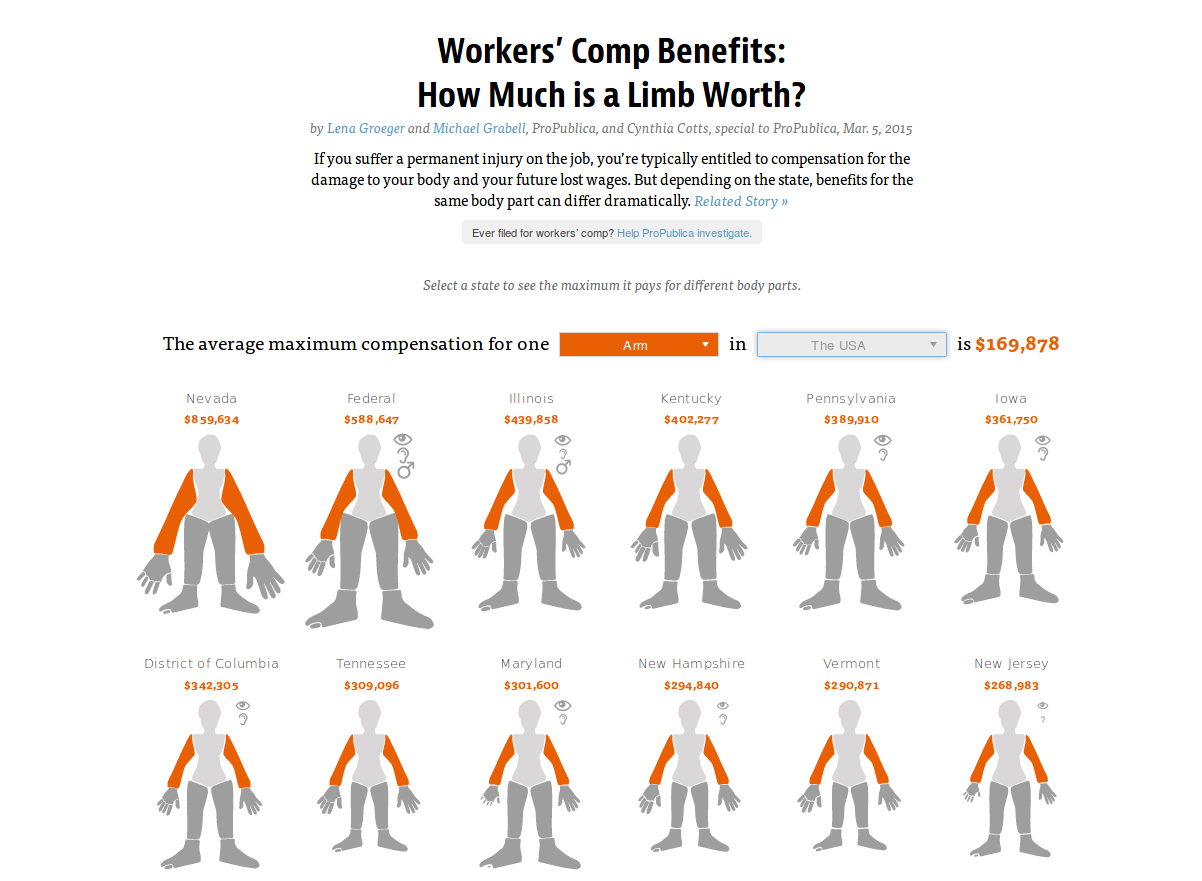 Workers’ Comp Benefits:
How Much is a Limb Worth?
by Lena Groeger and Michael Grabell, ProPublica, and Cynthia Cotts, special to ProPublica, Mar. 5, 2015
If you suffer a permanent injury on the job, you’re typically entitled to compensation for the
damage to your body and your future lost wages. But depending on the state, benefits for the
same body part can differ dramatically. Related Story »
Ever filed for workers’ comp? Help ProPublica investigate.
Select a state to see the maximum it pays for different body parts.
The average maximum compensation for one Arm in The USA is $169,878
Nevada Federal Illinois Kentucky Pennsylvania Iowa
$859,634 $588,647 $439,858 $402,277 $389,910 $361,750
District of Columbia Tennessee Maryland New Hampshire Vermont New Jersey
$342,305 $309,096 $301,600 $294,840 $290,871 $268,983